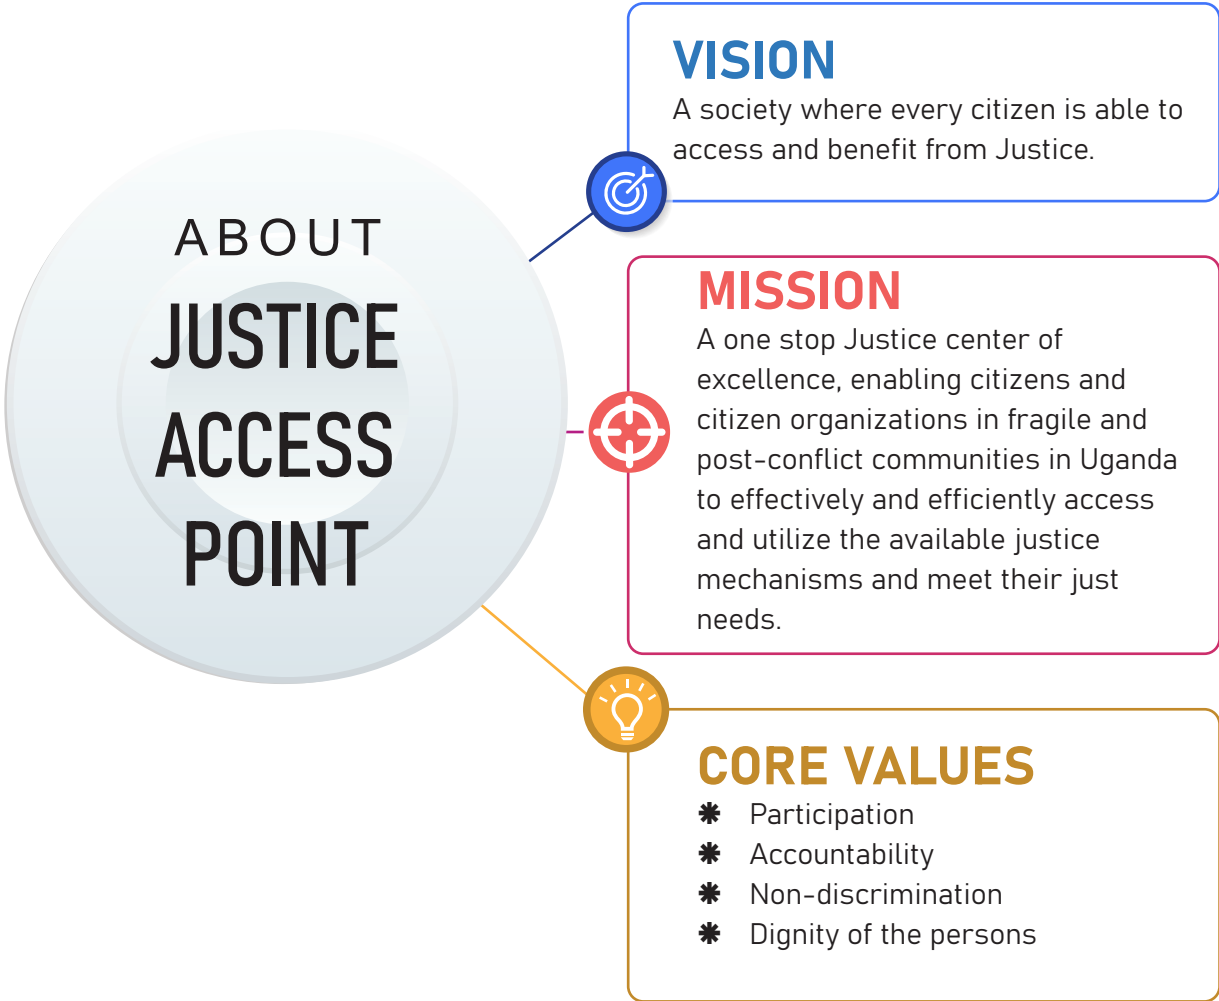 ABOUT
JUSTICE
ACCESS
POINT
VISION
A society where every citizen is able to
access and benefit from Justice.
MISSION
A one stop Justice center of
excellence, enabling citizens and
citizen organizations in fragile and
post-conflict communities in Uganda
to effectively and efficiently access
and utilize the available justice
mechanisms and meet their just
needs.
CORE VALUES
✱ Participation
✱ Accountability
✱ Non-discrimination
✱ Dignity of the persons